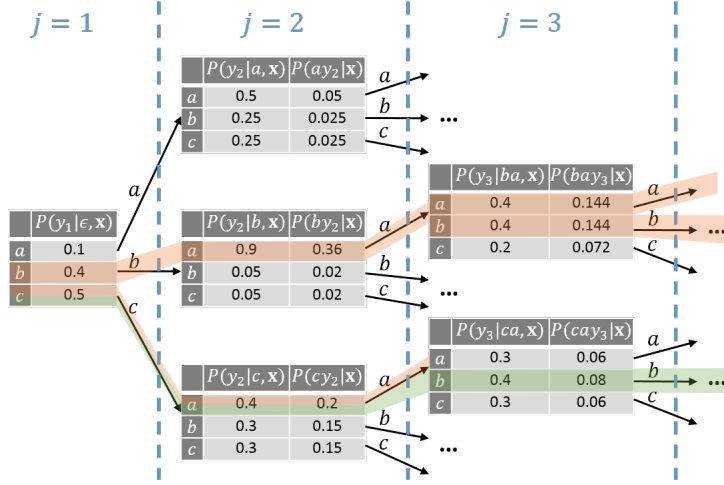 j = 1
j = 2
j = 3
P(y₁|ϵ, x)
a 0.1
b 0.4
c 0.5
a
b
c
P(y₂|a, x) P(ay₂|x)
a 0.5 0.05
b 0.25 0.025
c 0.25 0.025
a
b
c
...
P(y₂|b, x) P(by₂|x)
a 0.9 0.36
b 0.05 0.02
c 0.05 0.02
a
b
c
...
P(y₂|c, x) P(cy₂|x)
a 0.4 0.2
b 0.3 0.15
c 0.3 0.15
a
b
c
...
P(y₃|ba, x) P(bay₃|x)
a 0.4 0.144
b 0.4 0.144
c 0.2 0.072
a
b
c
...
P(y₃|ca, x) P(cay₃|x)
a 0.3 0.06
b 0.4 0.08
c 0.3 0.06
a
b
c
...